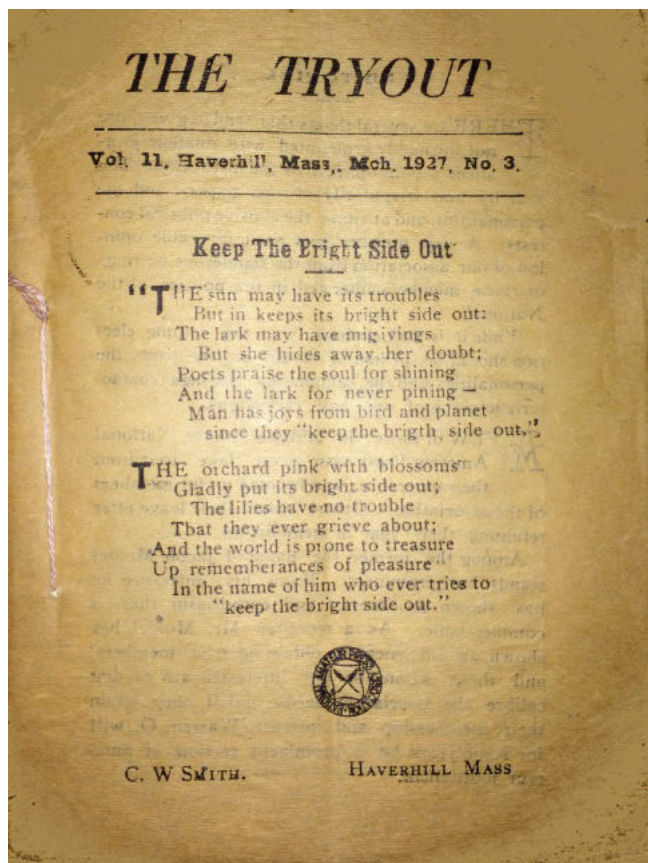 THE TRYOUT
Vol. 11, Haverhill, Mass,. Mch. 1927, No. 3.
Keep The Bright Side Out
"THE sun may have its troubles
But in keeps its bright side out:
The lark may have migivings
But she hides away her doubt;
Poets praise the soul for shining
And the lark for never pining —
Man has joys from bird and planet
since they "keep the brigth side out.",
THE orchard pink with blossoms
Gladly put its bright side out;
The lilies have no trouble
That they ever grieve about;
And the world is prone to treasure
Up rememberances of pleasure
In the name of him who ever tries to
"keep the bright side out."
C. W SMITH.
HAVERHILL MASS